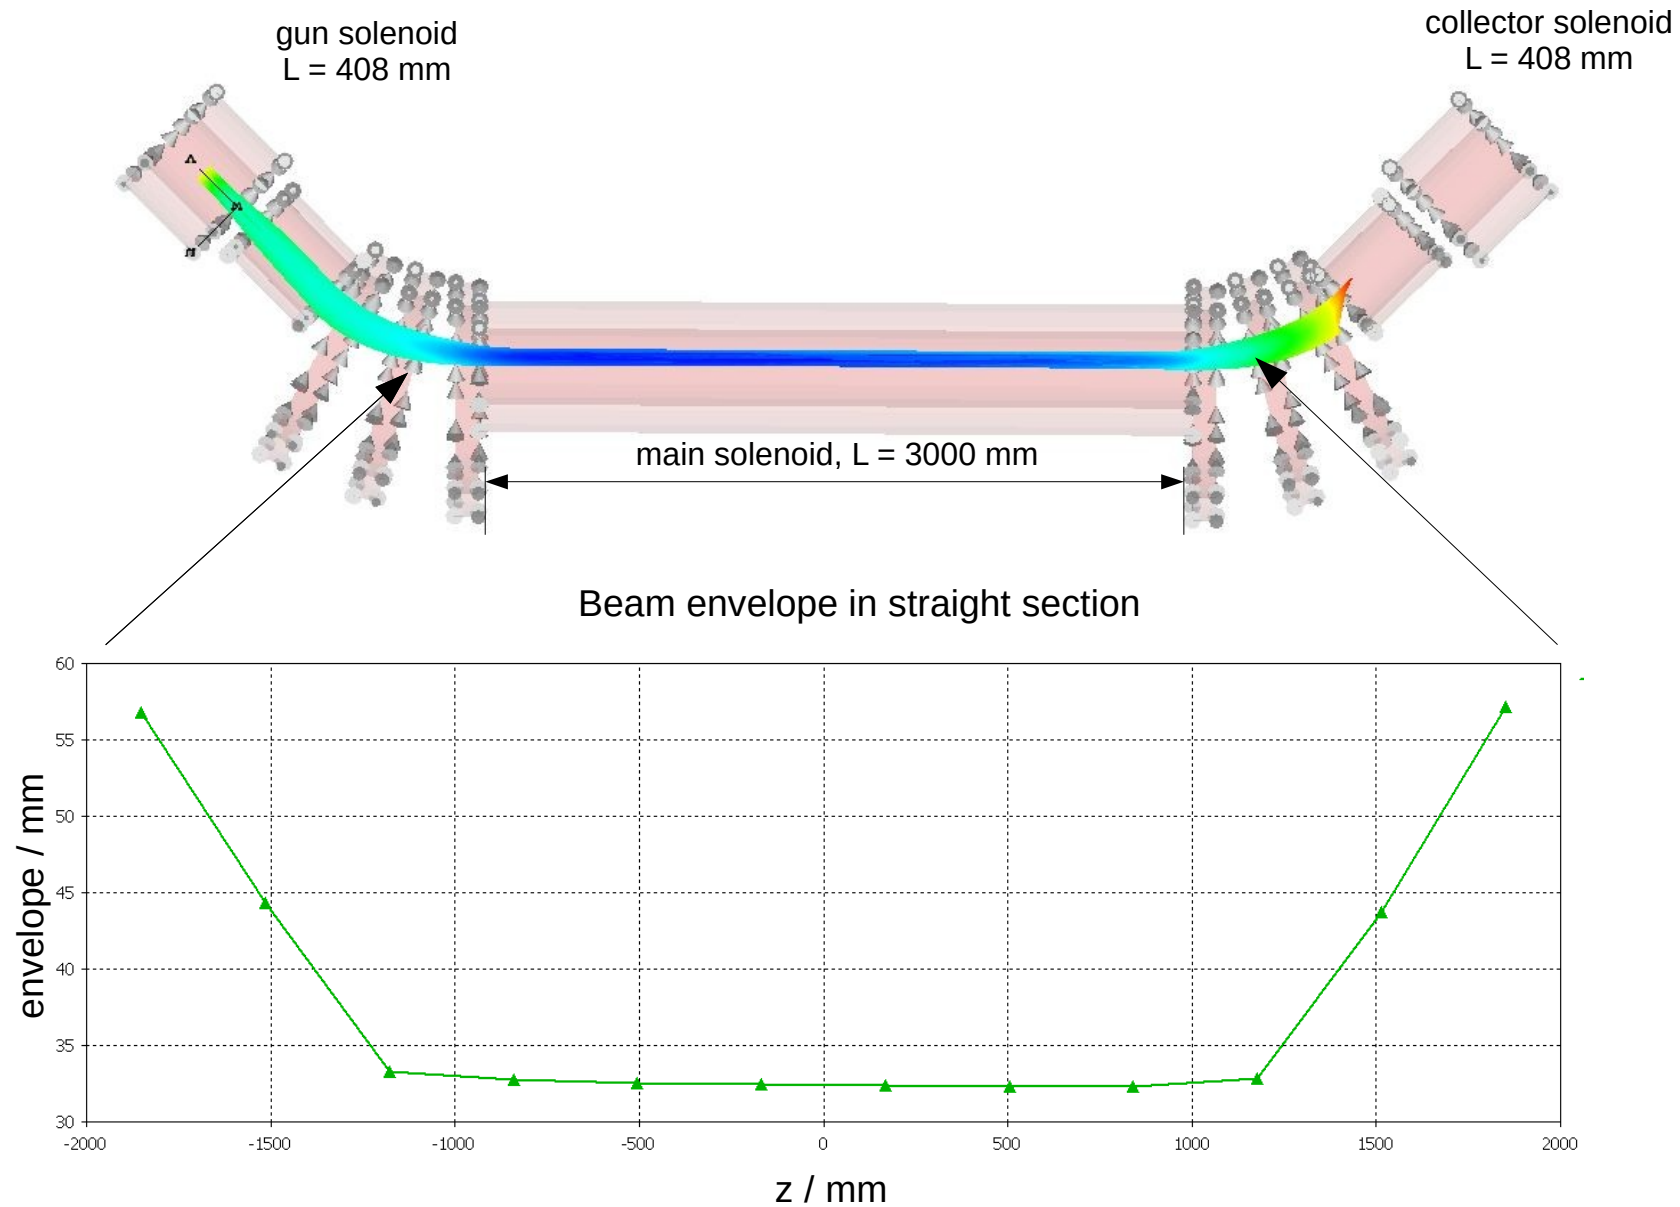 gun solenoid
L = 408 mm
collector solenoid
L = 408 mm
main solenoid, L = 3000 mm
Beam envelope in straight section
envelope / mm
60
55
50
45
40
35
30
-2000
-1500
-1000
-500
0
500
1000
1500
2000
z / mm